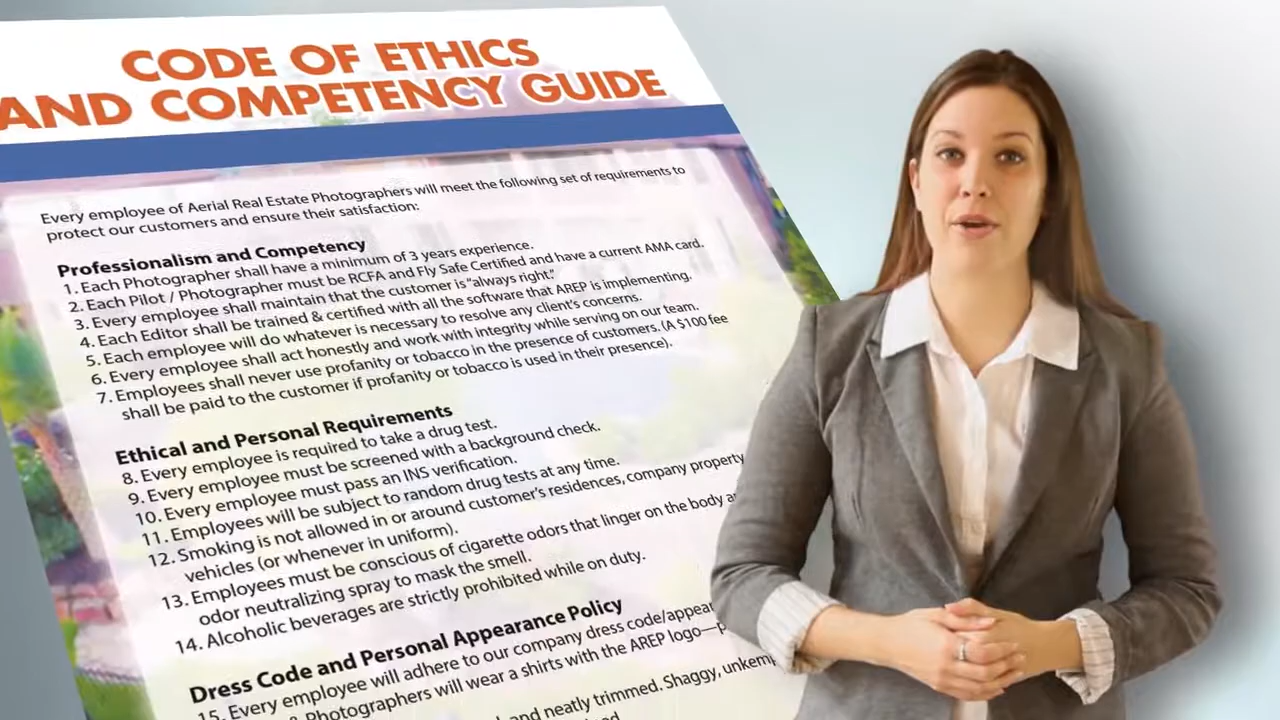 CODE OF ETHICS
AND COMPETENCY GUIDE
Every employee of Aerial Real Estate Photographers will meet the following set of requirements to
protect our customers and ensure their satisfaction:
Professionalism and Competency
1. Each Photographer shall have a minimum of 3 years experience.
2. Each Pilot / Photographer must be RCFA and Fly Safe Certified and have a current AMA card.
3. Every employee shall maintain that the customer is "always right."
4. Each Editor shall be trained & certified with all the software that AREP is implementing.
5. Each employee will do whatever is necessary to resolve any client's concerns.
6. Every employee shall act honestly and work with integrity while serving on our team.
7. Employees shall never use profanity or tobacco in the presence of customers. (A $100 fee
shall be paid to the customer if profanity or tobacco is used in their presence).
Ethical and Personal Requirements
8. Every employee is required to take a drug test.
9. Every employee must be screened with a background check.
10. Every employee must pass an INS verification.
11. Employees will be subject to random drug tests at any time.
12. Smoking is not allowed in or around customer's residences, company property
vehicles (or whenever in uniform).
13. Employees must be conscious of cigarette odors that linger on the body
odor neutralizing spray to mask the smell.
14. Alcoholic beverages are strictly prohibited while on duty.
Dress Code and Personal Appearance Policy
15. Every employee will adhere to our company dress code/appear
& Photographers will wear a shirts with the AREP logo—
and neatly trimmed. Shaggy, unkemp